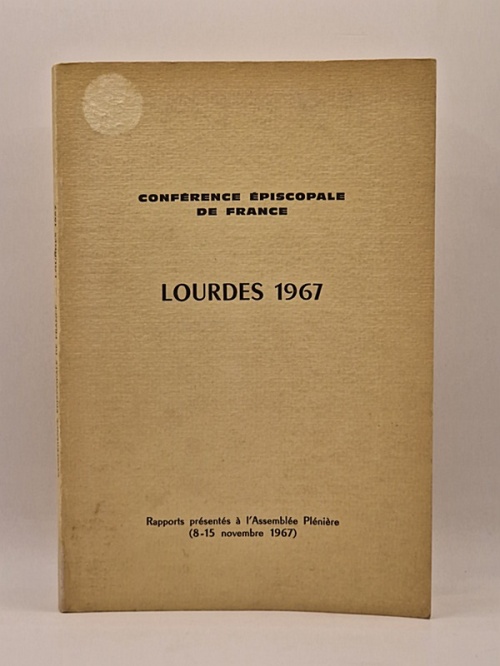 CONFÉRENCE ÉPISCOPALE
DE FRANCE
LOURDES 1967
Rapports présentés à l'Assemblée Plénière
(8-15 novembre 1967)